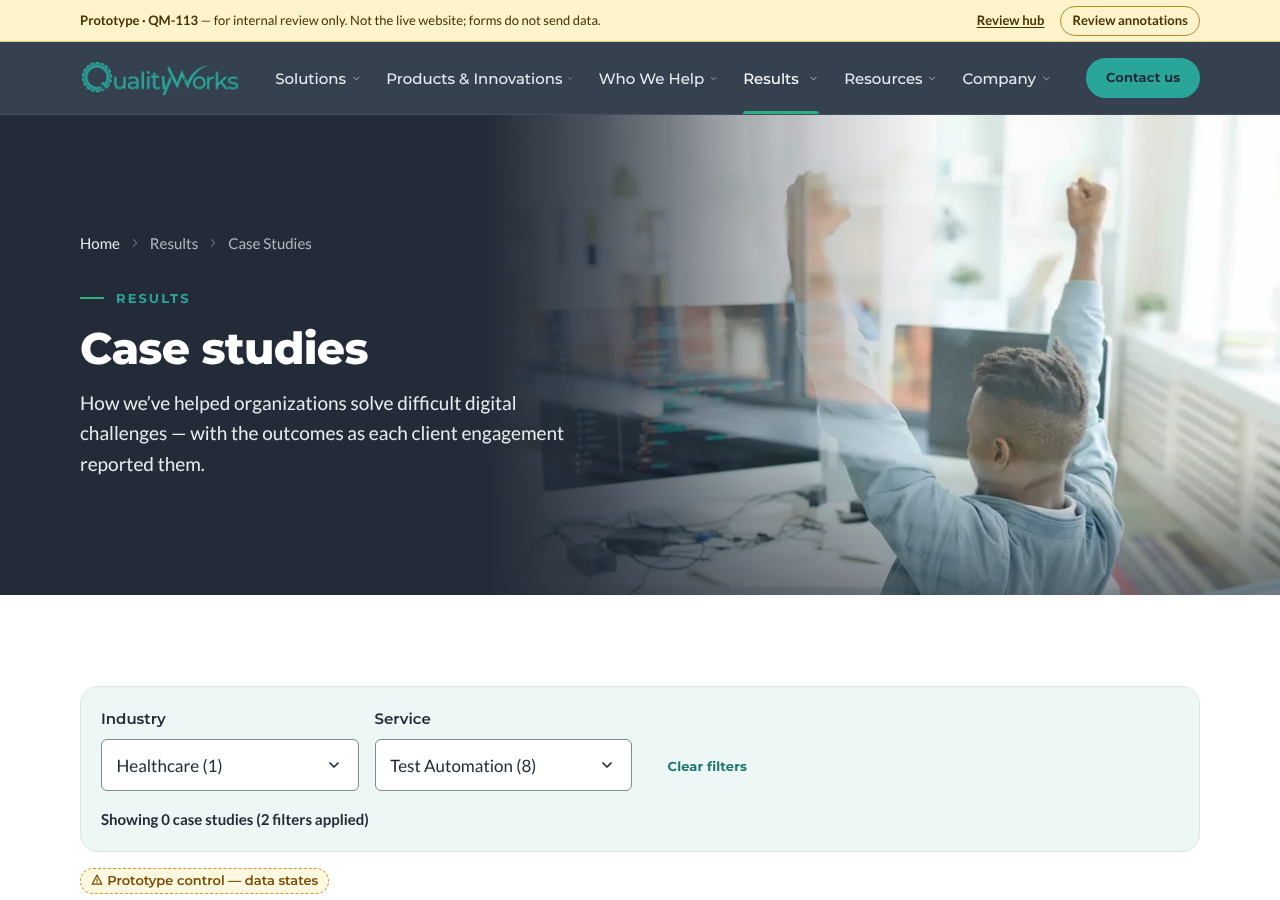 Prototype · QM-113 — for internal review only. Not the live website; forms do not send data.
Review hub
Review annotations
QualityWorks
Solutions
Products & Innovations
Who We Help
Results
Resources
Company
Contact us
Home
Results
Case Studies
RESULTS
Case studies
How we’ve helped organizations solve difficult digital
challenges — with the outcomes as each client engagement
reported them.
Industry
Service
Healthcare (1)
Test Automation (8)
Clear filters
Showing 0 case studies (2 filters applied)
⚠ Prototype control — data states